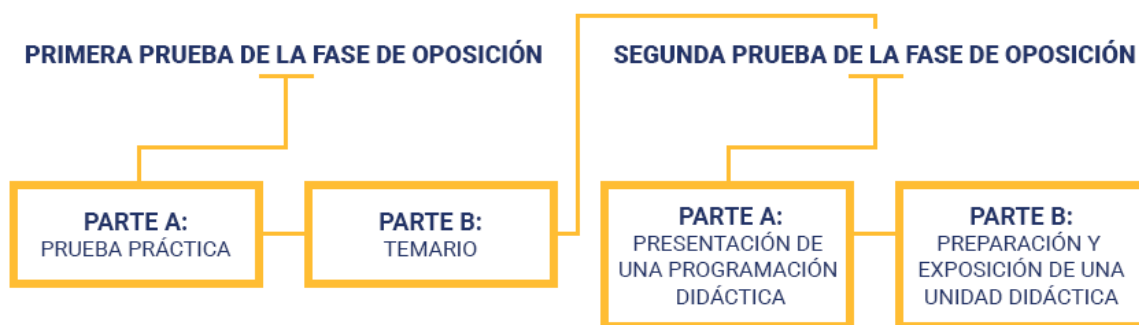 PRIMERA PRUEBA DE LA FASE DE OPOSICIÓN
SEGUNDA PRUEBA DE LA FASE DE OPOSICIÓN
PARTE A:
PRUEBA PRÁCTICA
PARTE B:
TEMARIO
PARTE A:
PRESENTACIÓN DE
UNA PROGRAMACIÓN
DIDÁCTICA
PARTE B:
PREPARACIÓN Y
EXPOSICIÓN DE UNA
UNIDAD DIDÁCTICA